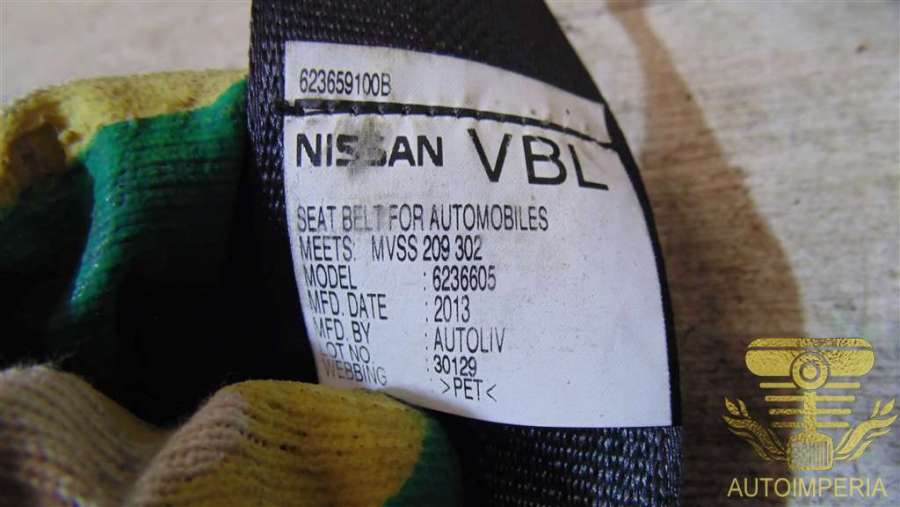 623659100B
NISSAN VBL
SEAT BELT FOR AUTOMOBILES
MEETS: MVSS 209 302
MODEL : 6236605
MFD. DATE : 2013
MFD. BY : AUTOLIV
LOT NO. : 30129
WEBBING : >PET<
AUTOIMPERIA